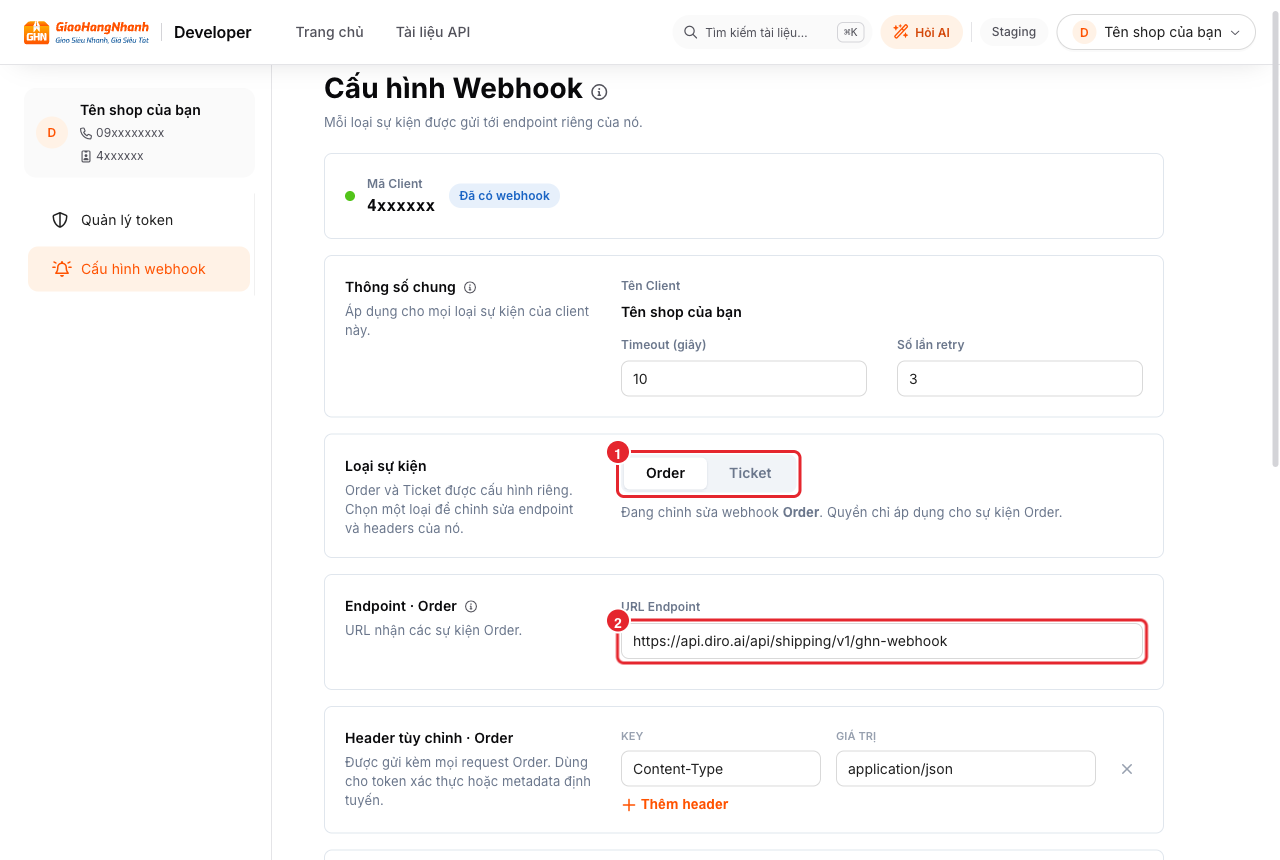 GHN
GiaoHangNhanh
Giao Siêu Nhanh, Giá Siêu Tốt
Developer
Trang chủ
Tài liệu API
Tìm kiếm tài liệu...
⌘K
Hỏi AI
Staging
D
Tên shop của bạn
D
Tên shop của bạn
09xxxxxxxx
4xxxxxx
Quản lý token
Cấu hình webhook
Cấu hình Webhook
Mỗi loại sự kiện được gửi tới endpoint riêng của nó.
Mã Client
4xxxxxx
Đã có webhook
Thông số chung
Áp dụng cho mọi loại sự kiện của client
này.
Tên Client
Tên shop của bạn
Timeout (giây)
Số lần retry
10
3
Loại sự kiện
Order và Ticket được cấu hình riêng.
Chọn một loại để chỉnh sửa endpoint
và headers của nó.
1
Order
Ticket
Đang chỉnh sửa webhook Order. Quyền chỉ áp dụng cho sự kiện Order.
Endpoint · Order
URL nhận các sự kiện Order.
URL Endpoint
2
https://api.diro.ai/api/shipping/v1/ghn-webhook
Header tùy chỉnh · Order
Được gửi kèm mọi request Order. Dùng
cho token xác thực hoặc metadata định
tuyến.
KEY
GIÁ TRỊ
Content-Type
application/json
Thêm header